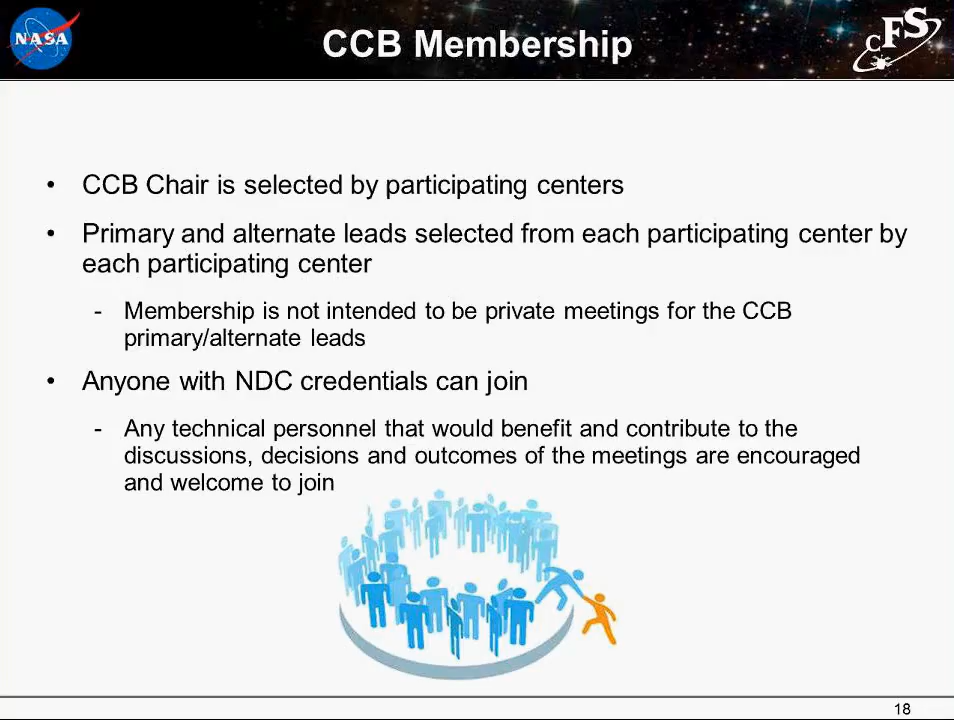 NASA
CCB Membership
CFS
• CCB Chair is selected by participating centers
• Primary and alternate leads selected from each participating center by
each participating center
- Membership is not intended to be private meetings for the CCB
primary/alternate leads
• Anyone with NDC credentials can join
- Any technical personnel that would benefit and contribute to the
discussions, decisions and outcomes of the meetings are encouraged
and welcome to join
18